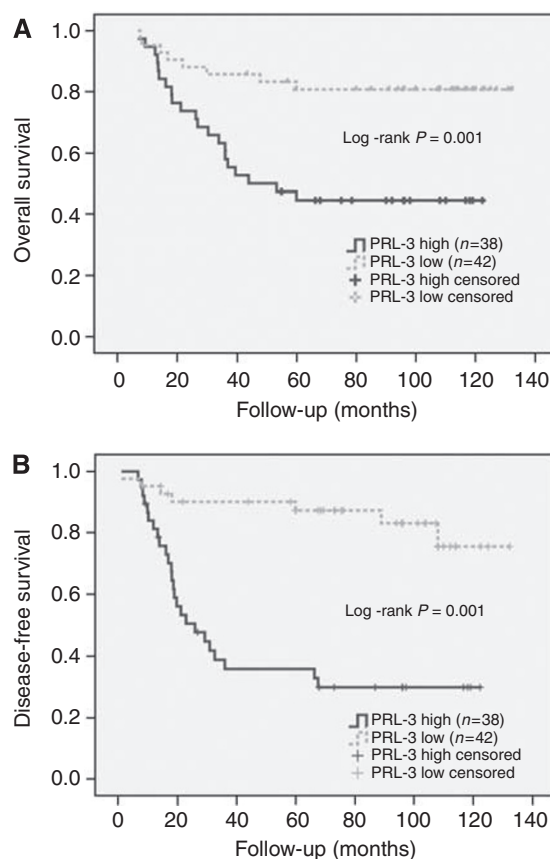 A
Overall survival
1.0
0.8
0.6
0.4
0.2
0.0
Log -rank P = 0.001
PRL-3 high (n=38)
PRL-3 low (n=42)
PRL-3 high censored
PRL-3 low censored
0 20 40 60 80 100 120 140
Follow-up (months)
B
Disease-free survival
1.0
0.8
0.6
0.4
0.2
0.0
Log -rank P = 0.001
PRL-3 high (n=38)
PRL-3 low (n=42)
PRL-3 high censored
PRL-3 low censored
0 20 40 60 80 100 120 140
Follow-up (months)